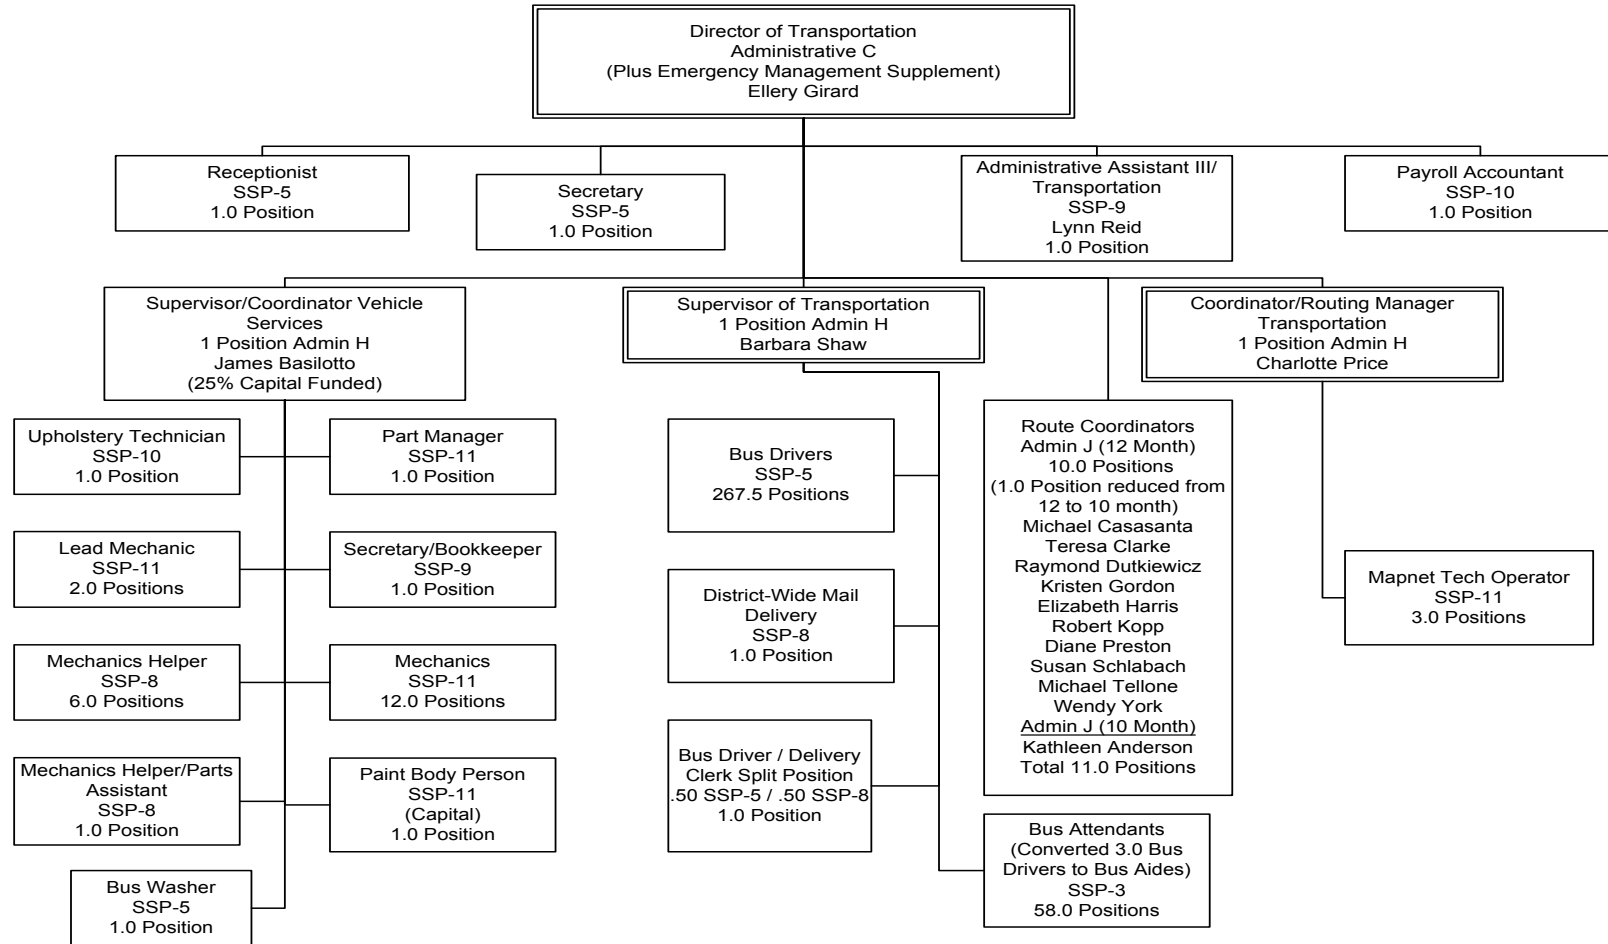 Director of Transportation
Administrative C
(Plus Emergency Management Supplement)
Ellery Girard
Receptionist
SSP-5
1.0 Position
Secretary
SSP-5
1.0 Position
Administrative Assistant III/
Transportation
SSP-9
Lynn Reid
1.0 Position
Payroll Accountant
SSP-10
1.0 Position
Supervisor/Coordinator Vehicle
Services
1 Position Admin H
James Basilotto
(25% Capital Funded)
Supervisor of Transportation
1 Position Admin H
Barbara Shaw
Coordinator/Routing Manager
Transportation
1 Position Admin H
Charlotte Price
Upholstery Technician
SSP-10
1.0 Position
Part Manager
SSP-11
1.0 Position
Lead Mechanic
SSP-11
2.0 Positions
Secretary/Bookkeeper
SSP-9
1.0 Position
Mechanics Helper
SSP-8
6.0 Positions
Mechanics
SSP-11
12.0 Positions
Mechanics Helper/Parts
Assistant
SSP-8
1.0 Position
Paint Body Person
SSP-11
(Capital)
1.0 Position
Bus Washer
SSP-5
1.0 Position
Bus Drivers
SSP-5
267.5 Positions
District-Wide Mail
Delivery
SSP-8
1.0 Position
Bus Driver / Delivery
Clerk Split Position
.50 SSP-5 / .50 SSP-8
1.0 Position
Route Coordinators
Admin J (12 Month)
10.0 Positions
(1.0 Position reduced from
12 to 10 month)
Michael Casasanta
Teresa Clarke
Raymond Dutkiewicz
Kristen Gordon
Elizabeth Harris
Robert Kopp
Diane Preston
Susan Schlabach
Michael Tellone
Wendy York
Admin J (10 Month)
Kathleen Anderson
Total 11.0 Positions
Bus Attendants
(Converted 3.0 Bus
Drivers to Bus Aides)
SSP-3
58.0 Positions
Mapnet Tech Operator
SSP-11
3.0 Positions